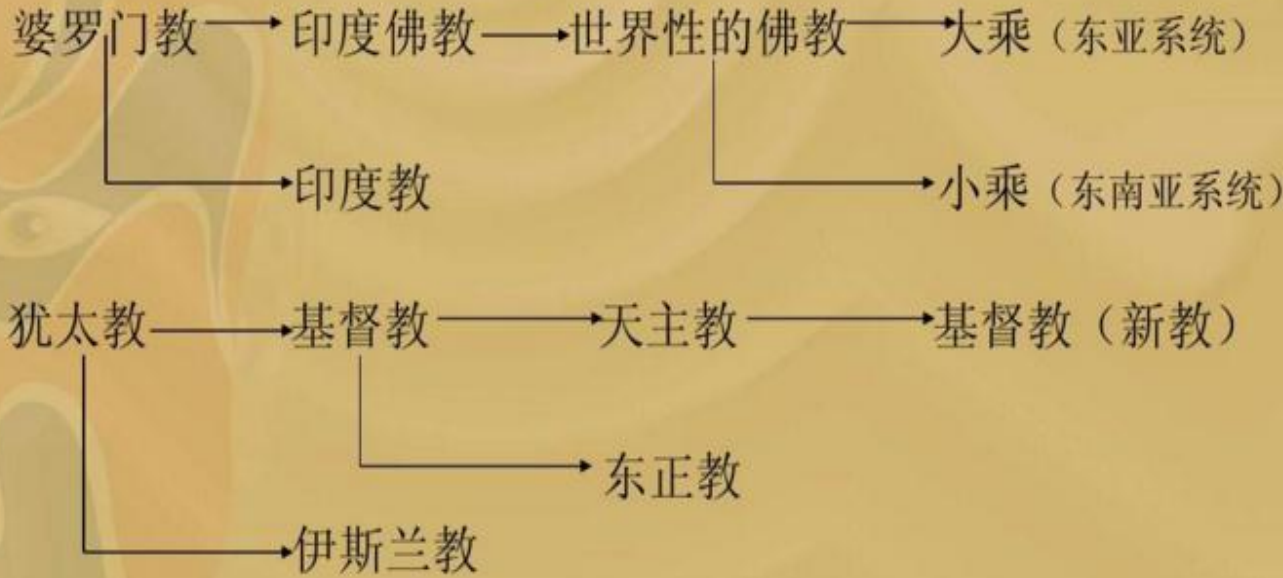 婆罗门教 印度佛教 世界性的佛教 大乘（东亚系统）
印度教 小乘（东南亚系统）
犹太教 基督教 天主教 基督教（新教）
东正教
伊斯兰教